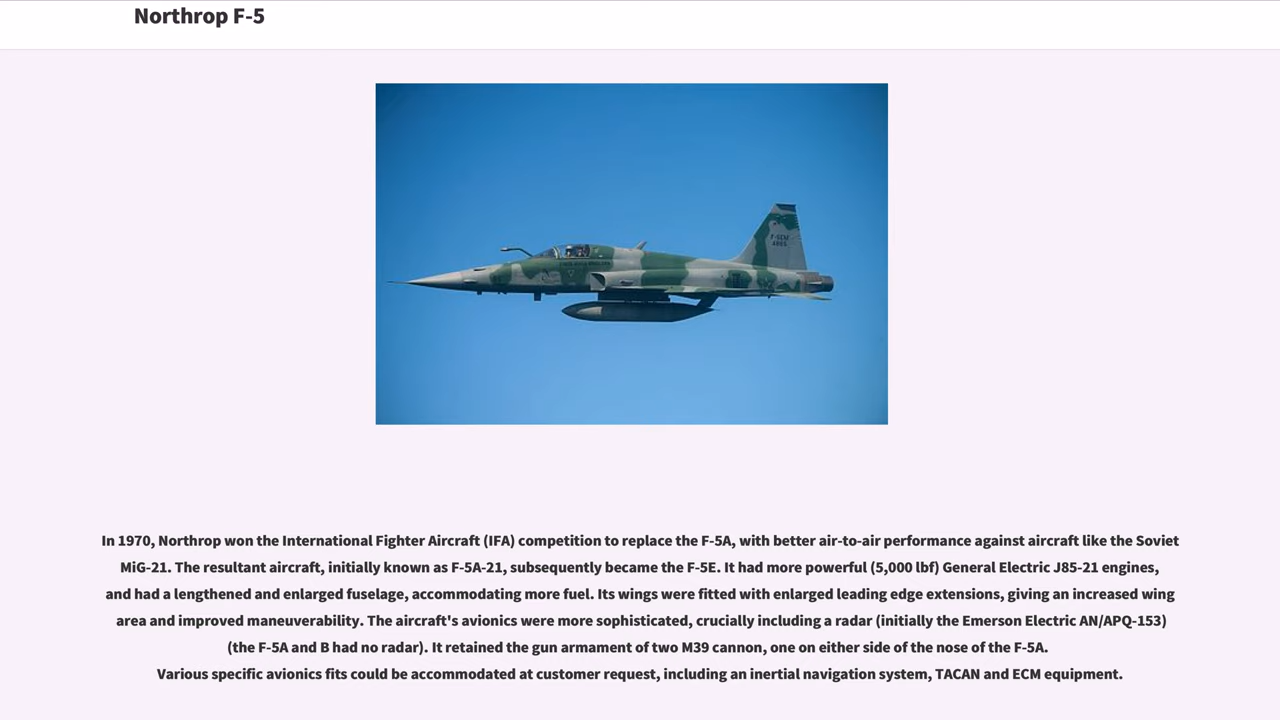 Northrop F-5
F-5EM
In 1970, Northrop won the International Fighter Aircraft (IFA) competition to replace the F-5A, with better air-to-air performance against aircraft like the Soviet
MiG-21. The resultant aircraft, initially known as F-5A-21, subsequently became the F-5E. It had more powerful (5,000 lbf) General Electric J85-21 engines,
and had a lengthened and enlarged fuselage, accommodating more fuel. Its wings were fitted with enlarged leading edge extensions, giving an increased wing
area and improved maneuverability. The aircraft's avionics were more sophisticated, crucially including a radar (initially the Emerson Electric AN/APQ-153)
(the F-5A and B had no radar). It retained the gun armament of two M39 cannon, one on either side of the nose of the F-5A.
Various specific avionics fits could be accommodated at customer request, including an inertial navigation system, TACAN and ECM equipment.